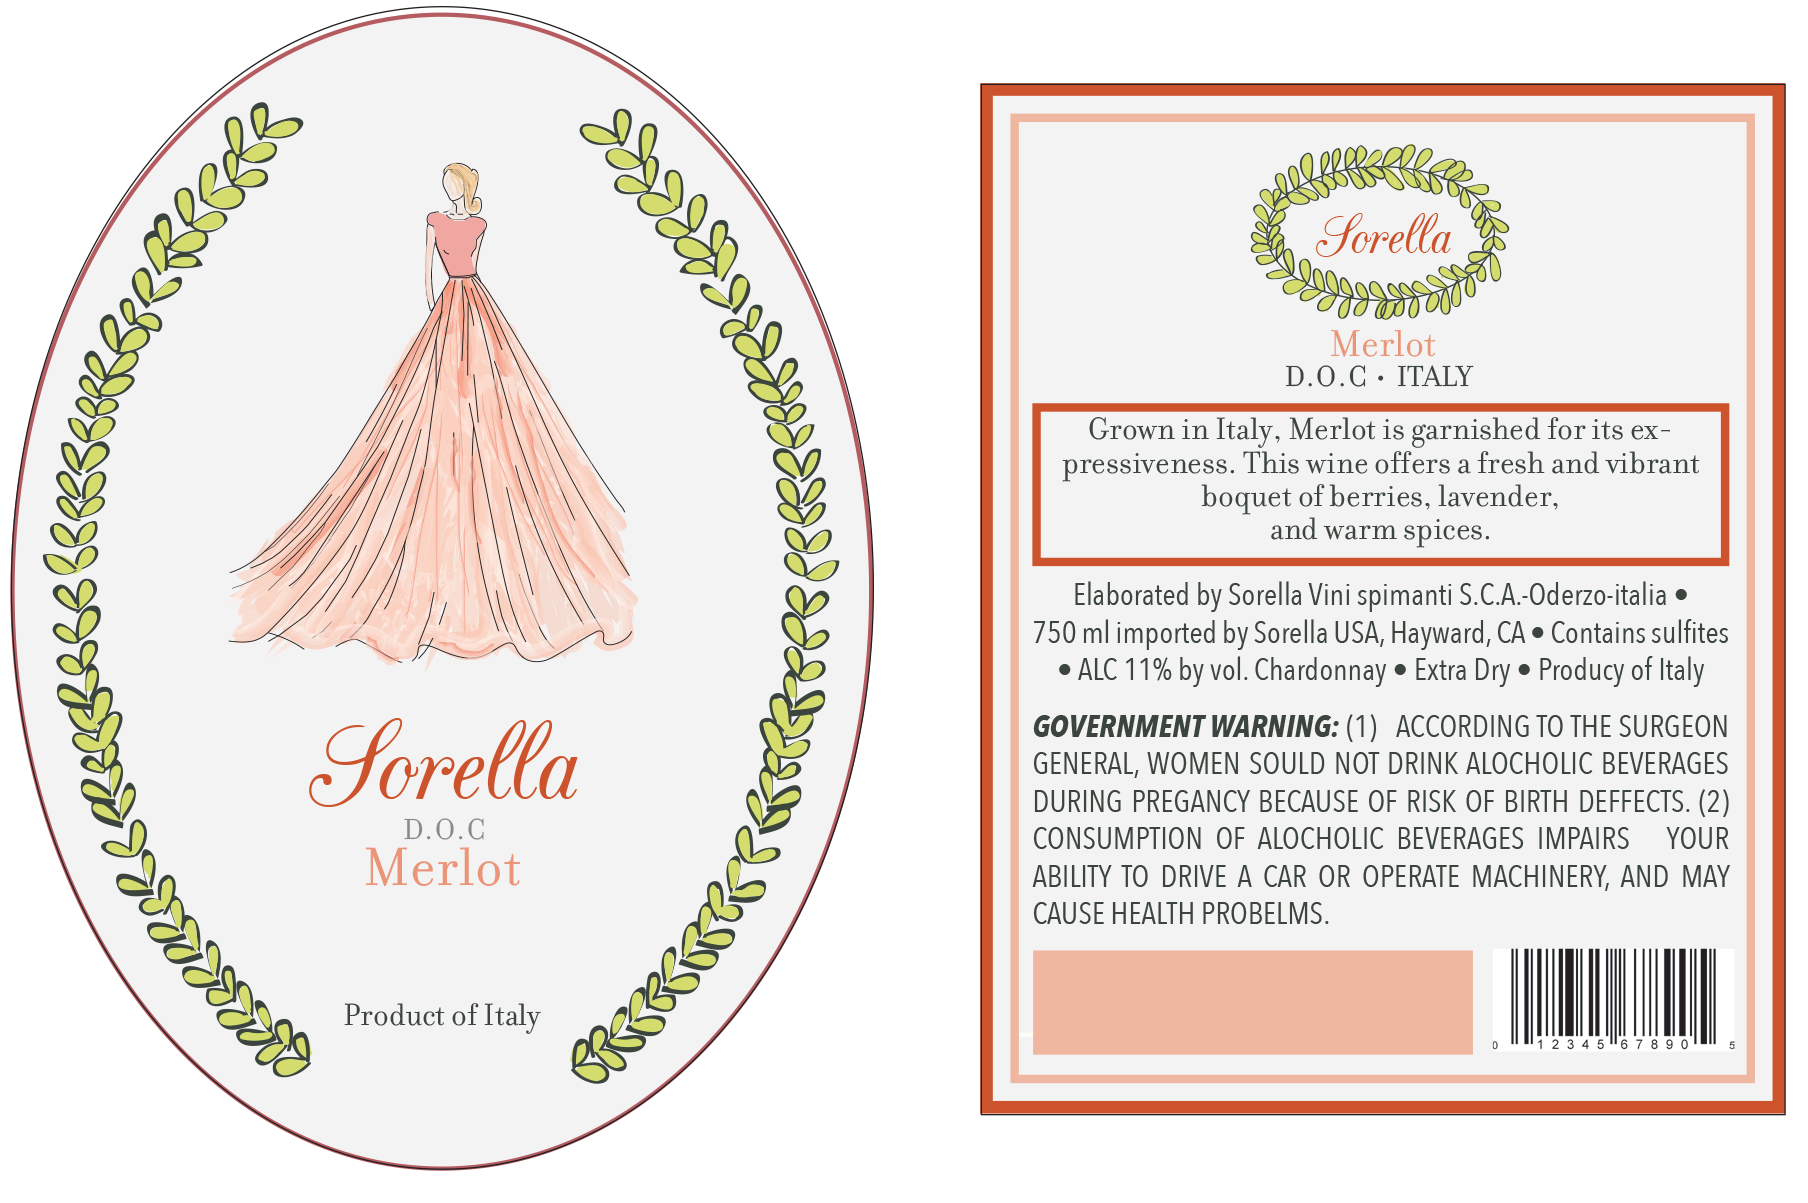 Sorella
D.O.C
Merlot
Product of Italy
Sorella
Merlot
D.O.C • ITALY
Grown in Italy, Merlot is garnished for its ex-
pressiveness. This wine offers a fresh and vibrant
boquet of berries, lavender,
and warm spices.
Elaborated by Sorella Vini spimanti S.C.A.-Oderzo-italia •
750 ml imported by Sorella USA, Hayward, CA • Contains sulfites
• ALC 11% by vol. Chardonnay • Extra Dry • Producy of Italy
GOVERNMENT WARNING: (1) ACCORDING TO THE SURGEON
GENERAL, WOMEN SOULD NOT DRINK ALOCHOLIC BEVERAGES
DURING PREGANCY BECAUSE OF RISK OF BIRTH DEFFECTS. (2)
CONSUMPTION OF ALOCHOLIC BEVERAGES IMPAIRS YOUR
ABILITY TO DRIVE A CAR OR OPERATE MACHINERY, AND MAY
CAUSE HEALTH PROBELMS.
0 12345 67890 5